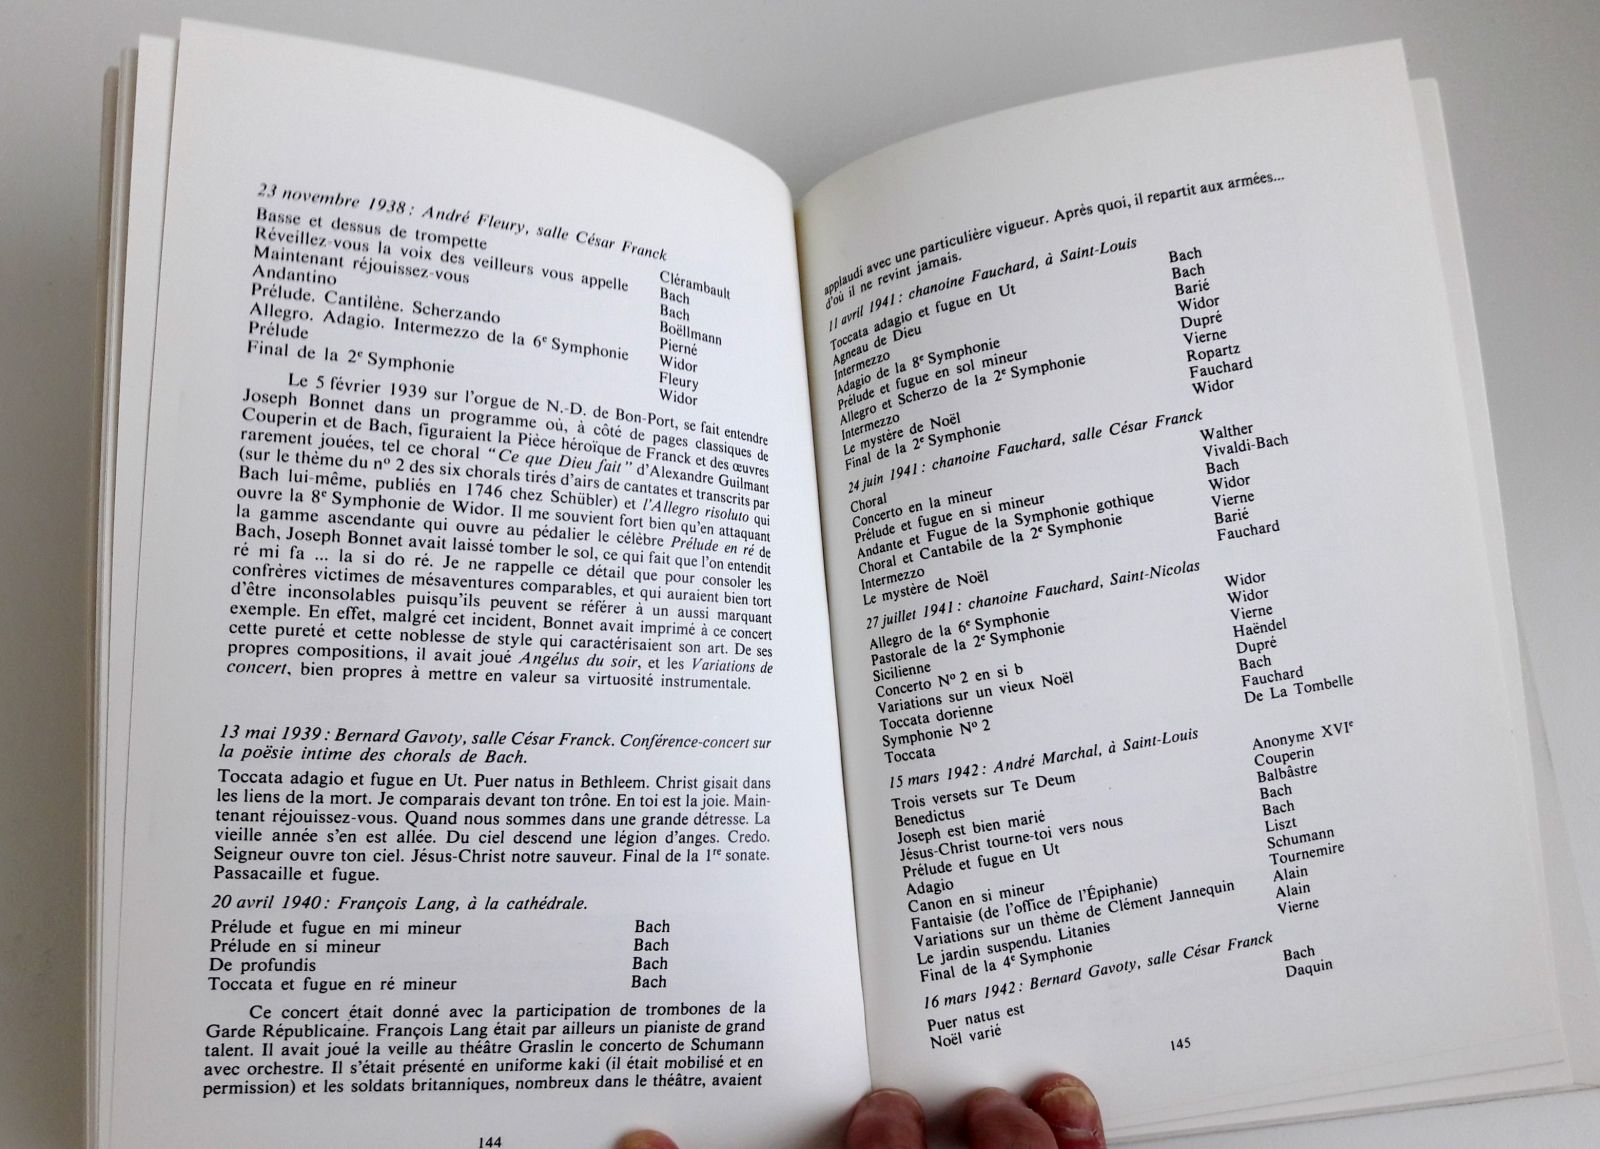 23 novembre 1938 : André Fleury, salle César Franck
Basse et dessus de trompette Clérambault
Réveillez-vous la voix des veilleurs vous appelle Bach
Maintenant réjouissez-vous Bach
Andantino Boëllmann
Prélude. Cantilène. Scherzando Pierné
Allegro. Adagio. Intermezzo de la 6e Symphonie Widor
Prélude Fleury
Final de la 2e Symphonie Widor
Le 5 février 1939 sur l'orgue de N.-D. de Bon-Port, se fait entendre
Joseph Bonnet dans un programme où, à côté de pages classiques de
Couperin et de Bach, figuraient la Pièce héroïque de Franck et des œuvres
rarement jouées, tel ce choral "Ce que Dieu fait" d'Alexandre Guilmant
(sur le thème du n° 2 des six chorals tirés d'airs de cantates et transcrits par
Bach lui-même, publiés en 1746 chez Schübler) et l'Allegro risoluto qui
ouvre la 8e Symphonie de Widor. Il me souvient fort bien qu'en attaquant
la gamme ascendante qui ouvre au pédalier le célèbre Prélude en ré de
Bach, Joseph Bonnet avait laissé tomber le sol, ce qui fait que l'on entendit
ré mi fa ... la si do ré. Je ne rappelle ce détail que pour consoler les
confrères victimes de mésaventures comparables, et qui auraient bien tort
d'être inconsolables puisqu'ils peuvent se référer à un aussi marquant
exemple. En effet, malgré cet incident, Bonnet avait imprimé à ce concert
cette pureté et cette noblesse de style qui caractérisaient son art. De ses
propres compositions, il avait joué Angélus du soir, et les Variations de
concert, bien propres à mettre en valeur sa virtuosité instrumentale.
13 mai 1939 : Bernard Gavoty, salle César Franck. Conférence-concert sur
la poësie intime des chorals de Bach.
Toccata adagio et fugue en Ut. Puer natus in Bethleem. Christ gisait dans
les liens de la mort. Je comparais devant ton trône. En toi est la joie. Main-
tenant réjouissez-vous. Quand nous sommes dans une grande détresse. La
vieille année s'en est allée. Du ciel descend une légion d'anges. Credo.
Seigneur ouvre ton ciel. Jésus-Christ notre sauveur. Final de la 1re sonate.
Passacaille et fugue.
20 avril 1940 : François Lang, à la cathédrale.
Prélude et fugue en mi mineur Bach
Prélude en si mineur Bach
De profundis Bach
Toccata et fugue en ré mineur Bach
Ce concert était donné avec la participation de trombones de la
Garde Républicaine. François Lang était par ailleurs un pianiste de grand
talent. Il avait joué la veille au théâtre Graslin le concerto de Schumann
avec orchestre. Il s'était présenté en uniforme kaki (il était mobilisé et en
permission) et les soldats britanniques, nombreux dans le théâtre, avaient
144
applaudi avec une particulière vigueur. Après quoi, il repartit aux armées...
d'où il ne revint jamais.
11 avril 1941 : chanoine Fauchard, à Saint-Louis
Toccata adagio et fugue en Ut Bach
Agneau de Dieu Bach
Intermezzo Barié
Adagio de la 8e Symphonie Widor
Prélude et fugue en sol mineur Dupré
Allegro et Scherzo de la 2e Symphonie Vierne
Intermezzo Ropartz
Le mystère de Noël Fauchard
Final de la 2e Symphonie Widor
24 juin 1941 : chanoine Fauchard, salle César Franck
Choral Walther
Concerto en la mineur Vivaldi-Bach
Prélude et fugue en si mineur Bach
Andante et Fugue de la Symphonie gothique Widor
Choral et Cantabile de la 2e Symphonie Vierne
Intermezzo Barié
Le mystère de Noël Fauchard
27 juillet 1941 : chanoine Fauchard, Saint-Nicolas
Allegro de la 6e Symphonie Widor
Pastorale de la 2e Symphonie Widor
Sicilienne Vierne
Concerto N° 2 en si b Haëndel
Variations sur un vieux Noël Dupré
Toccata dorienne Bach
Symphonie N° 2 Fauchard
Toccata De La Tombelle
15 mars 1942 : André Marchal, à Saint-Louis
Trois versets sur Te Deum Anonyme XVIe
Benedictus Couperin
Joseph est bien marié Balbâstre
Jésus-Christ tourne-toi vers nous Bach
Prélude et fugue en Ut Bach
Adagio Liszt
Canon en si mineur Schumann
Fantaisie (de l'office de l'Épiphanie) Tournemire
Variations sur un thème de Clément Jannequin Alain
Le jardin suspendu. Litanies Alain
Final de la 4e Symphonie Vierne
16 mars 1942 : Bernard Gavoty, salle César Franck
Puer natus est Bach
Noël varié Daquin
145